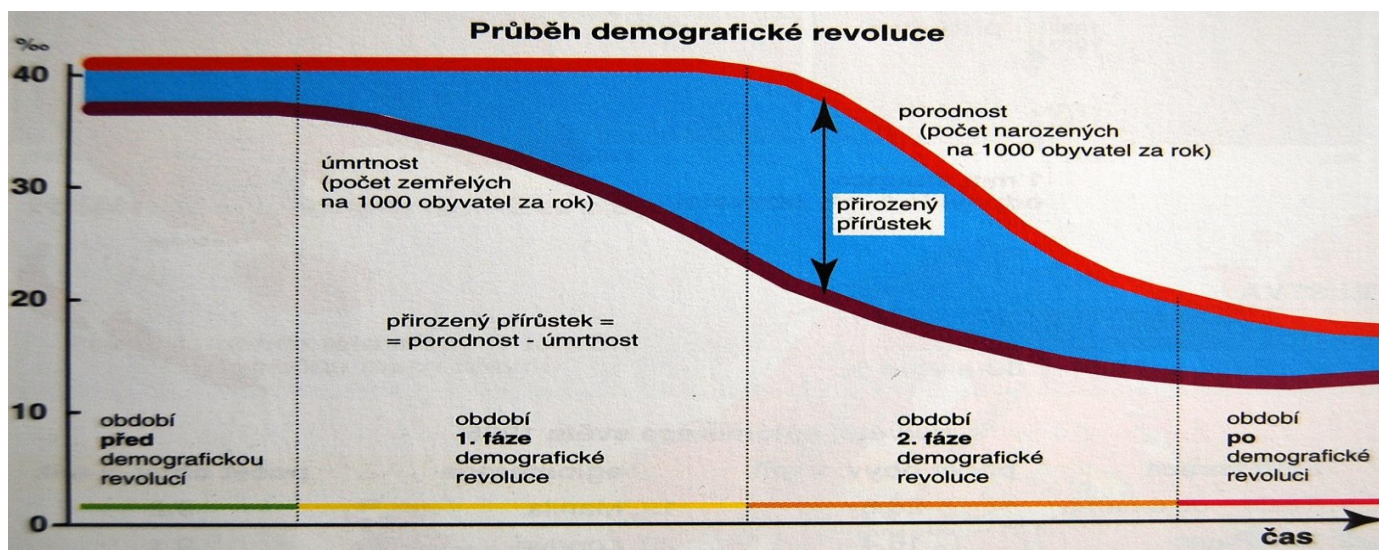 Průběh demografické revoluce
‰
40
30
20
10
0
porodnost
(počet narozených
na 1000 obyvatel za rok)
úmrtnost
(počet zemřelých
na 1000 obyvatel za rok)
přirozený
přírůstek
přirozený přírůstek =
= porodnost - úmrtnost
období
před
demografickou
revolucí
období
1. fáze
demografické
revoluce
období
2. fáze
demografické
revoluce
období
po
demografické
revoluci
čas